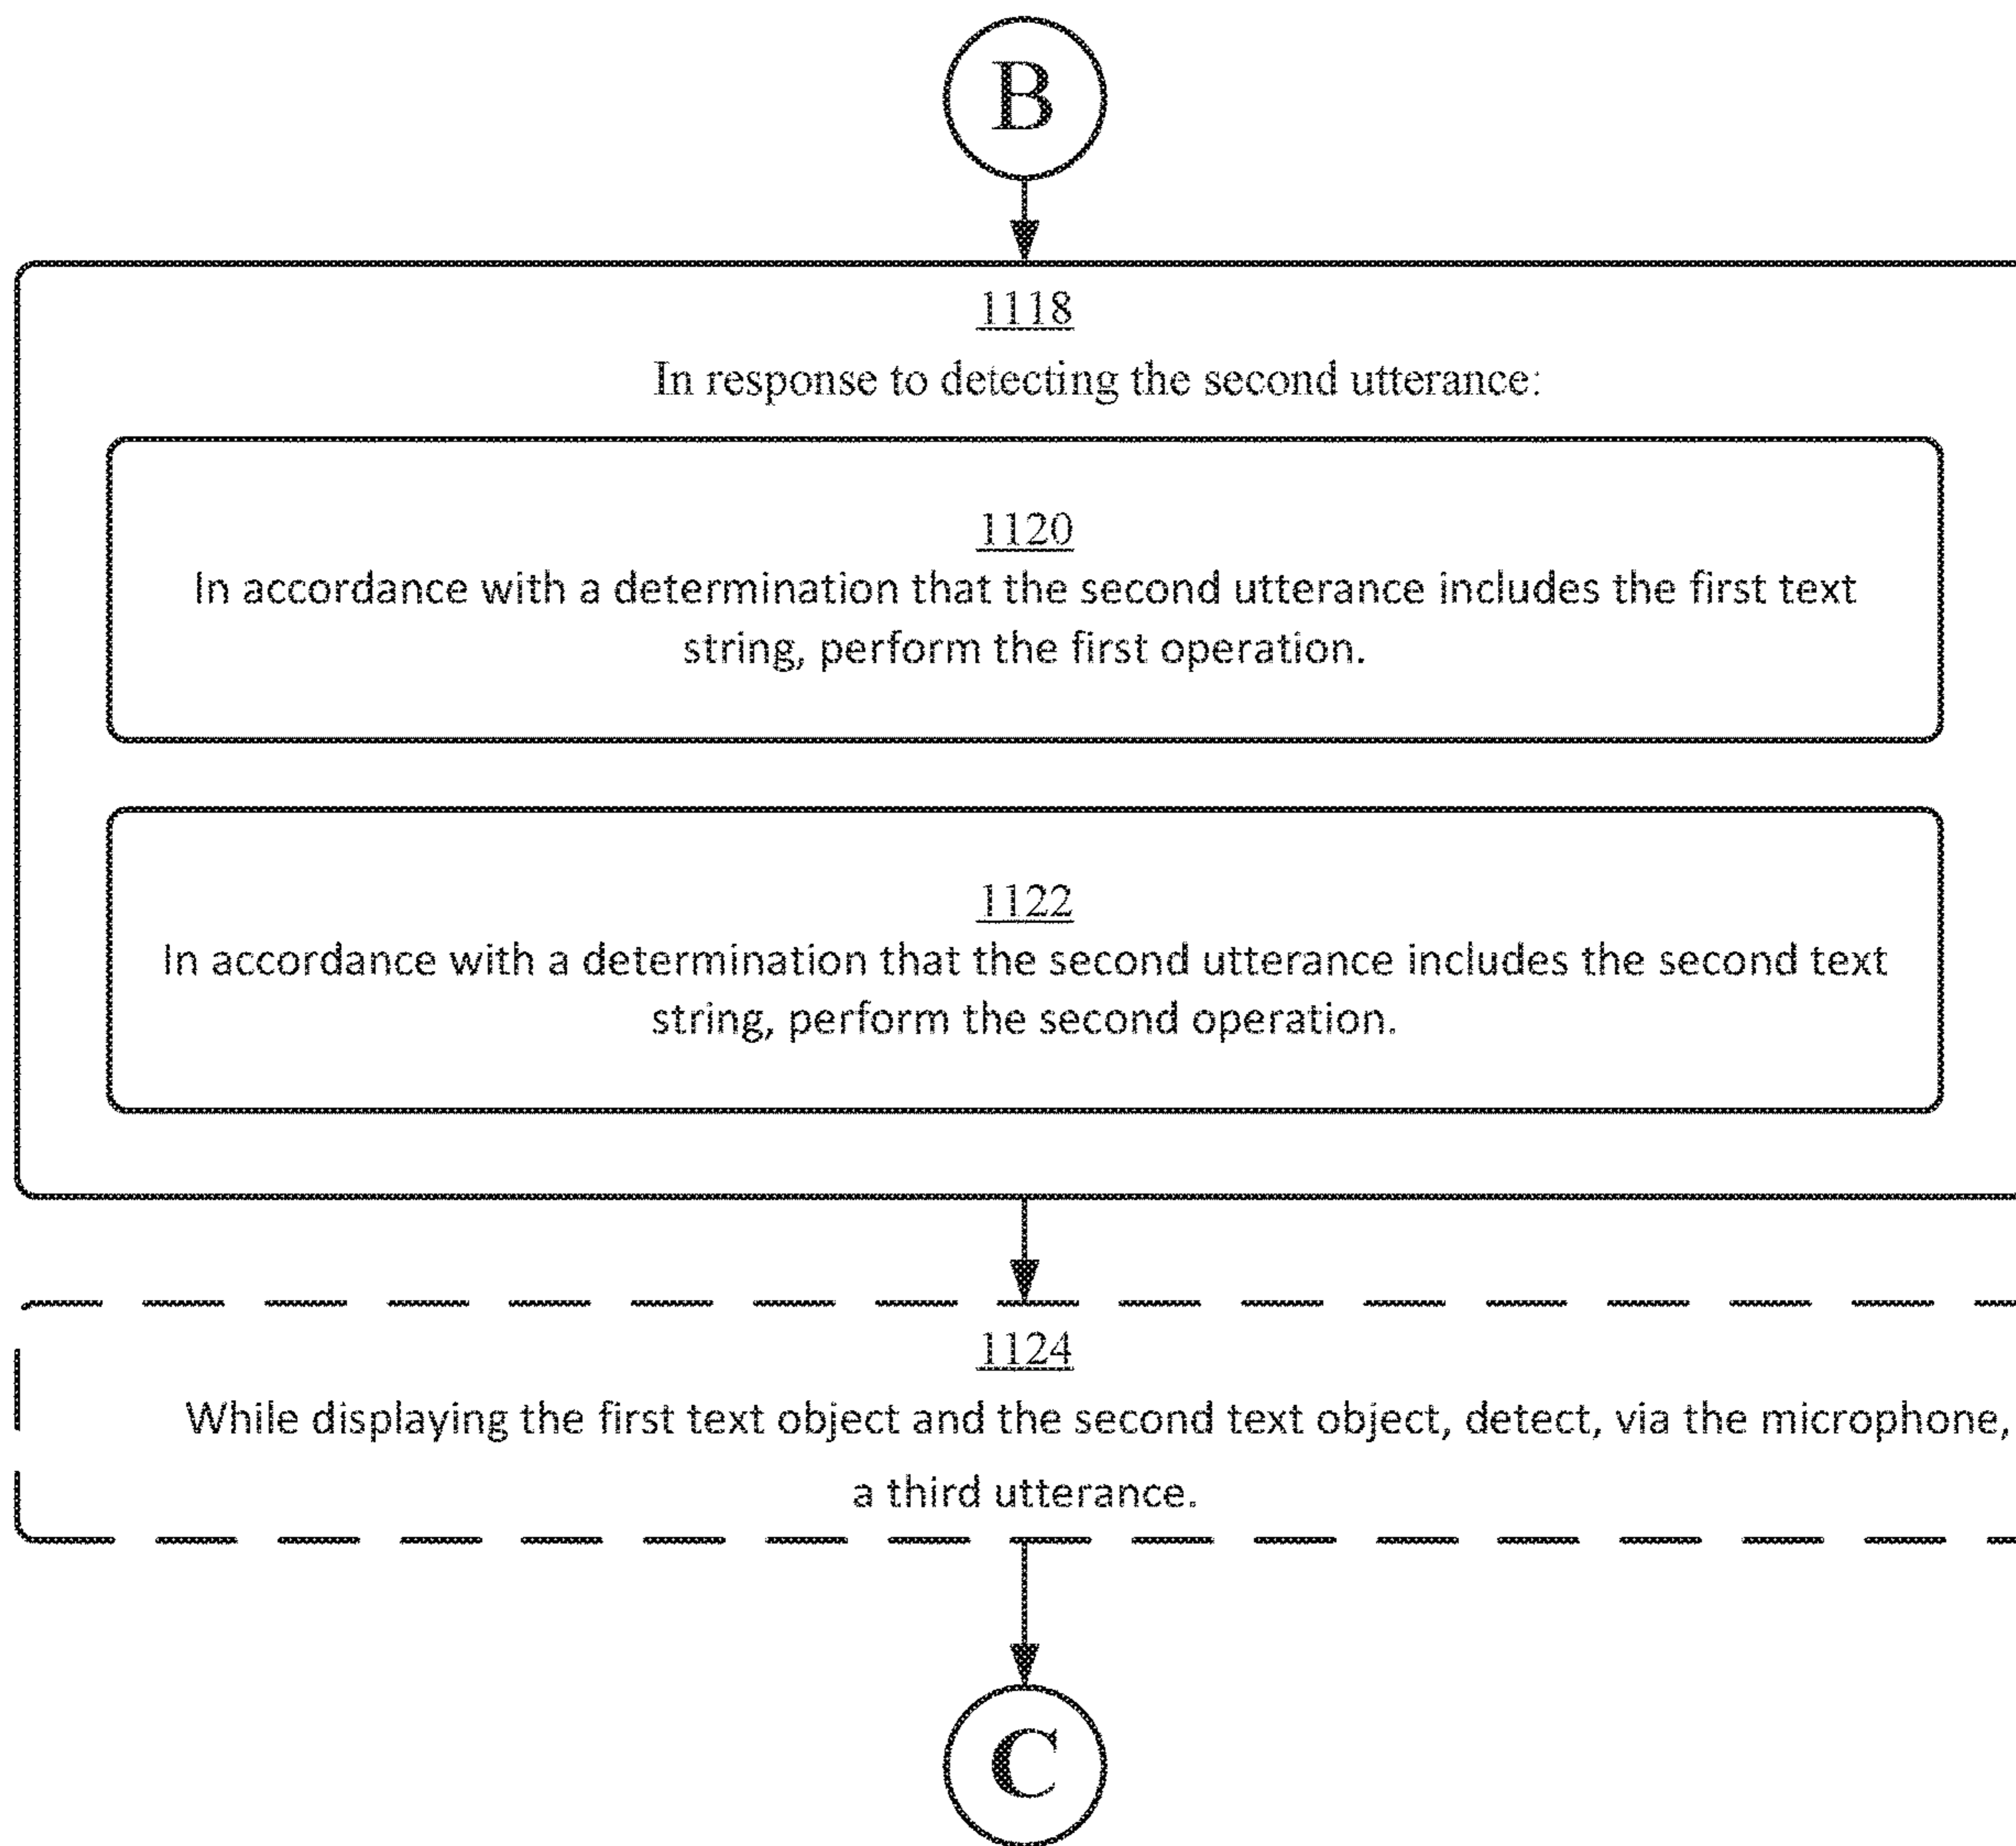 B
1118
In response to detecting the second utterance:
1120
In accordance with a determination that the second utterance includes the first text
string, perform the first operation.
1122
In accordance with a determination that the second utterance includes the second text
string, perform the second operation.
1124
While displaying the first text object and the second text object, detect, via the microphone,
a third utterance.
C